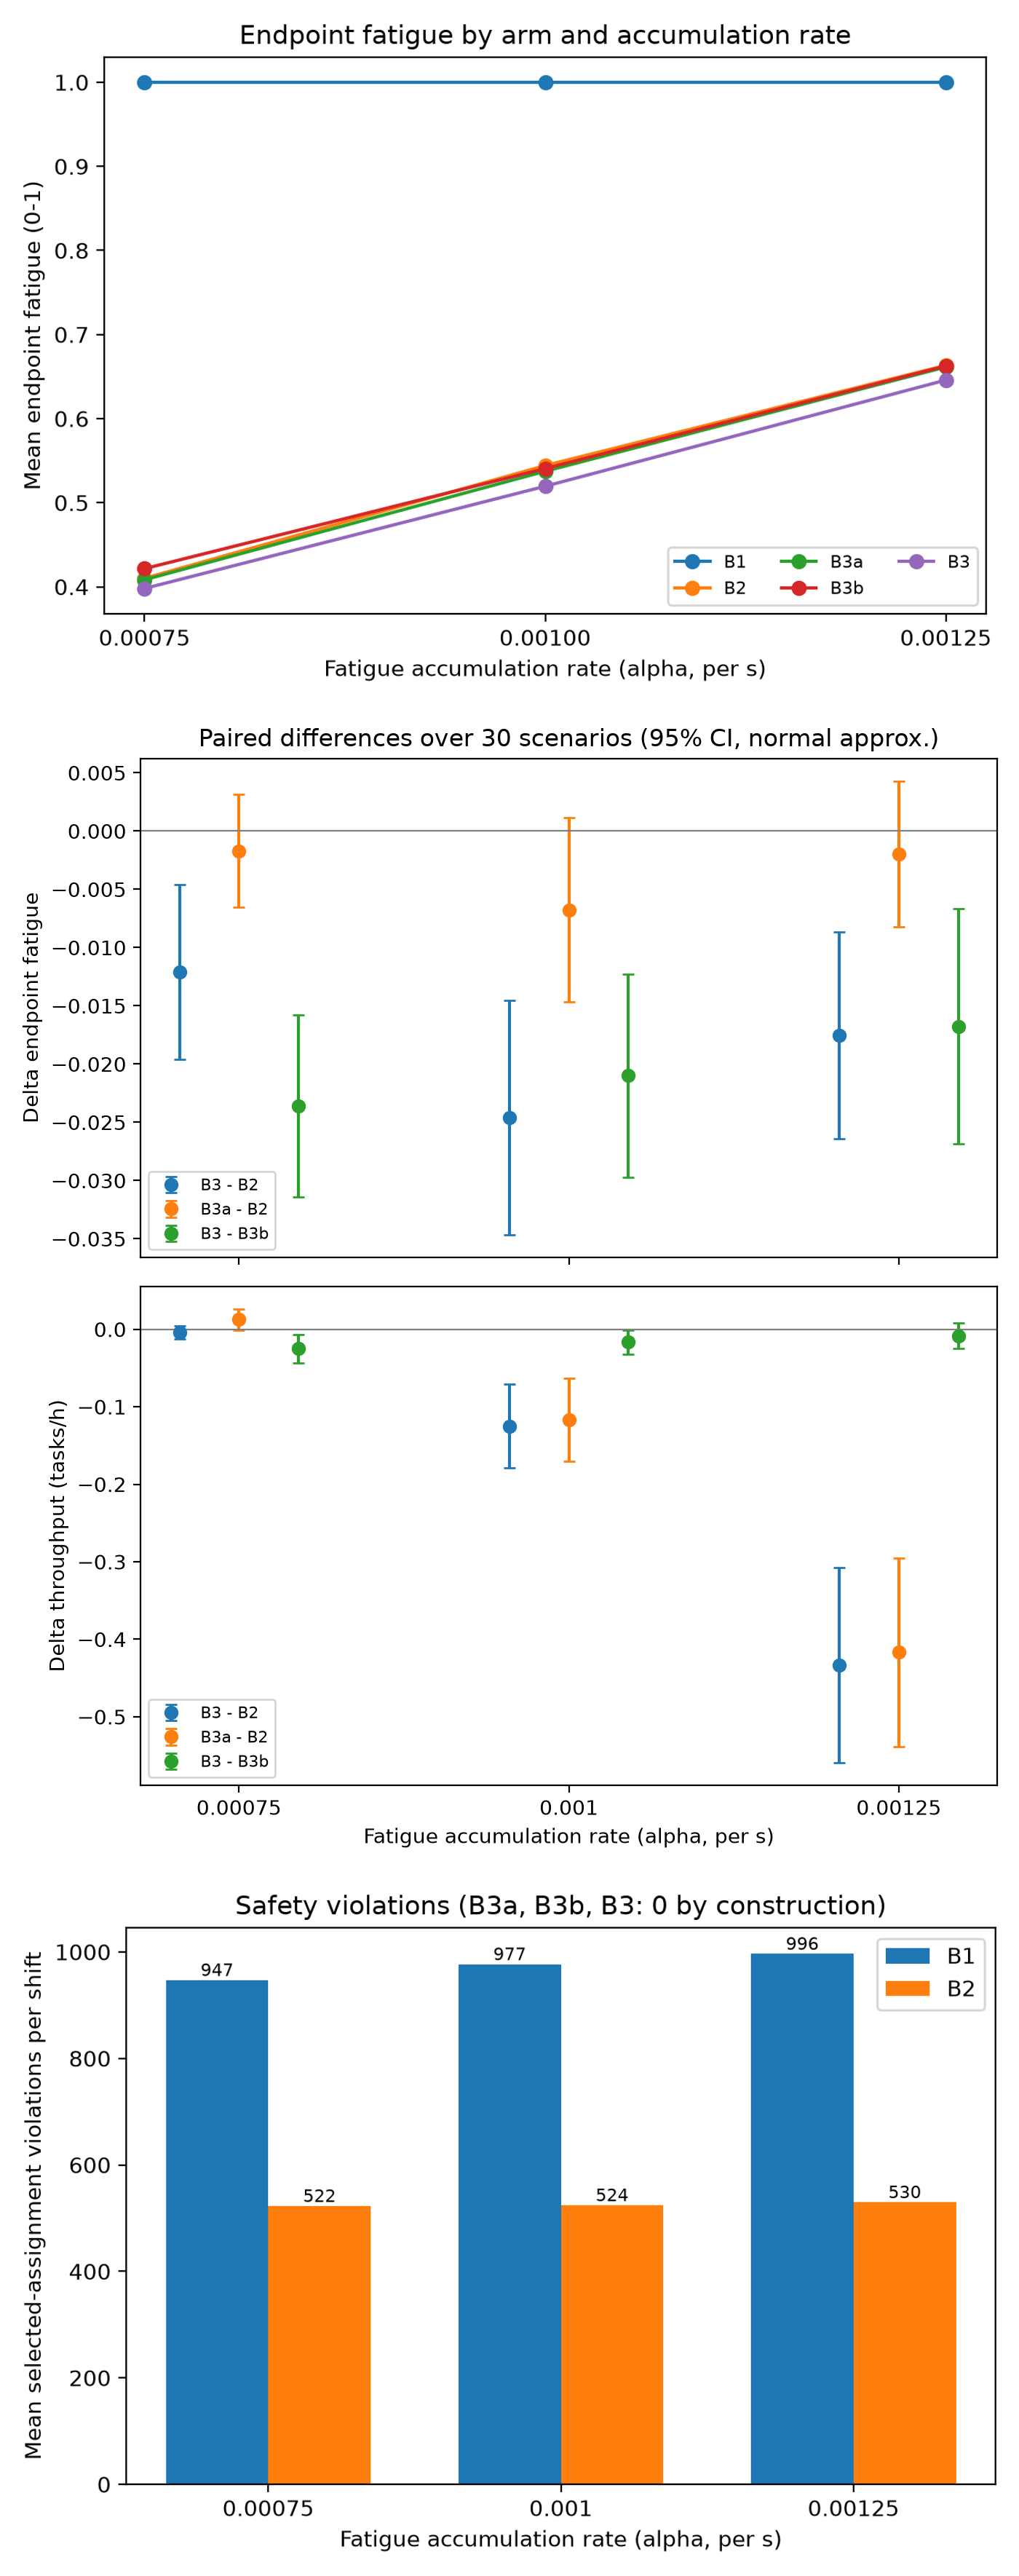 Endpoint fatigue by arm and accumulation rate
Mean endpoint fatigue (0-1)
1.0
0.9
0.8
0.7
0.6
0.5
0.4
B1
B2
B3a
B3b
B3
0.00075
0.00100
0.00125
Fatigue accumulation rate (alpha, per s)
Paired differences over 30 scenarios (95% CI, normal approx.)
Delta endpoint fatigue
0.005
0.000
−0.005
−0.010
−0.015
−0.020
−0.025
−0.030
−0.035
B3 - B2
B3a - B2
B3 - B3b
Delta throughput (tasks/h)
0.0
−0.1
−0.2
−0.3
−0.4
−0.5
B3 - B2
B3a - B2
B3 - B3b
0.00075
0.001
0.00125
Fatigue accumulation rate (alpha, per s)
Safety violations (B3a, B3b, B3: 0 by construction)
Mean selected-assignment violations per shift
1000
800
600
400
200
0
947
977
996
522
524
530
B1
B2
0.00075
0.001
0.00125
Fatigue accumulation rate (alpha, per s)